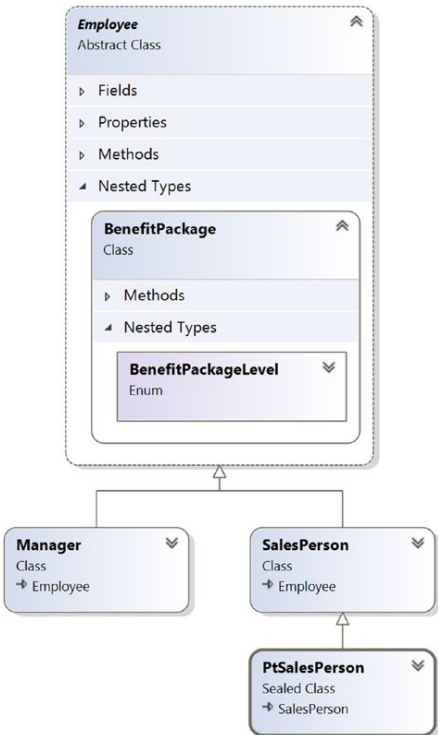 Employee
Abstract Class
Fields
Properties
Methods
Nested Types
BenefitPackage
Class
Methods
Nested Types
BenefitPackageLevel
Enum
Manager
Class
Employee
SalesPerson
Class
Employee
PtSalesPerson
Sealed Class
SalesPerson